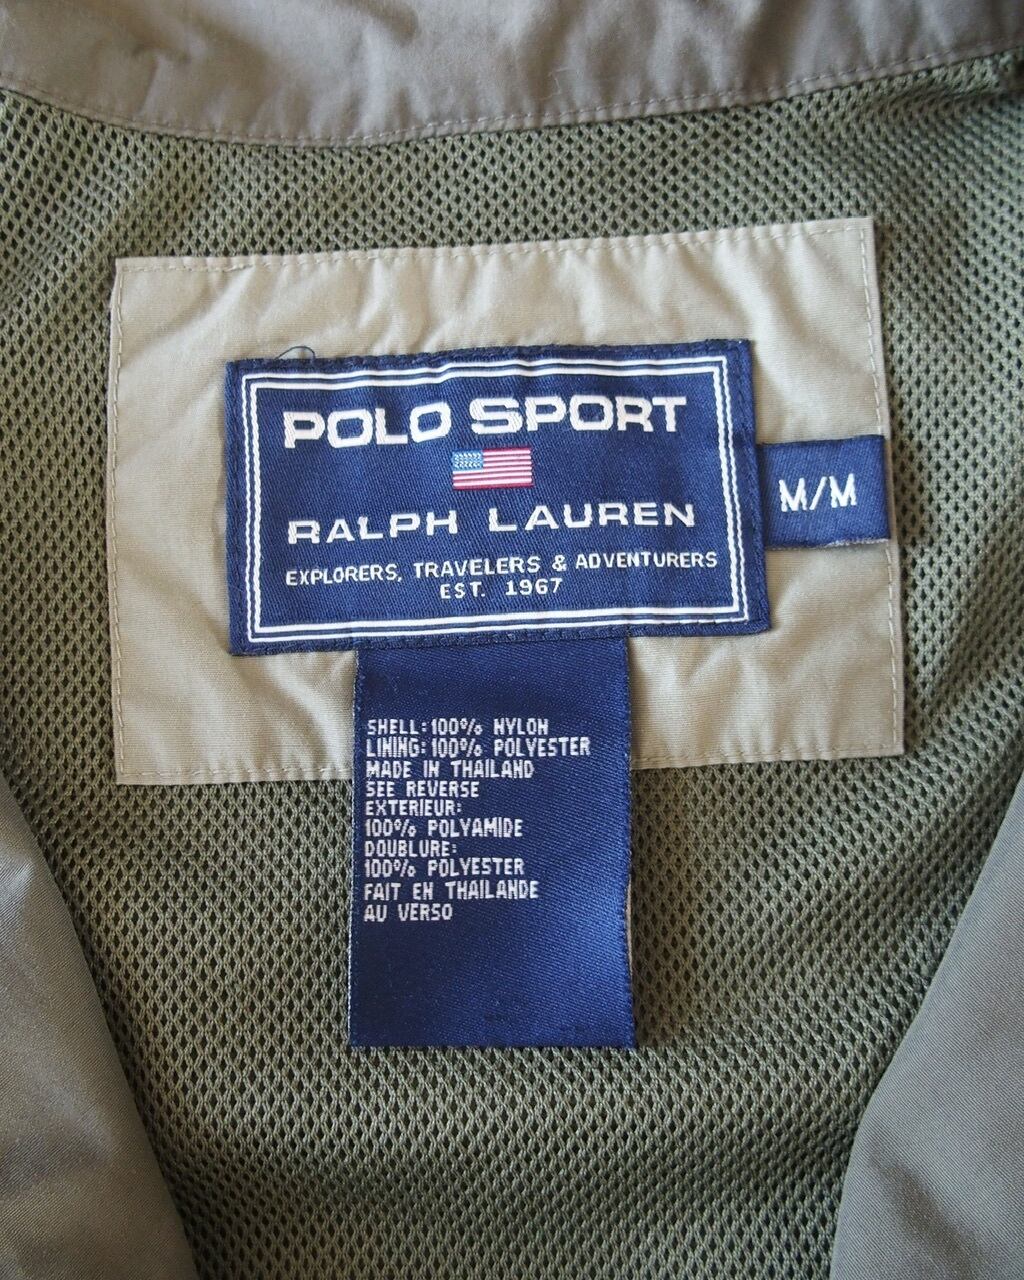 POLO SPORT
RALPH LAUREN
EXPLORERS, TRAVELERS & ADVENTURERS
EST. 1967
M/M
SHELL: 100% NYLON
LINING: 100% POLYESTER
MADE IN THAILAND
SEE REVERSE
EXTERIEUR:
100% POLYAMIDE
DOUBLURE:
100% POLYESTER
FAIT EN THAILANDE
AU VERSO